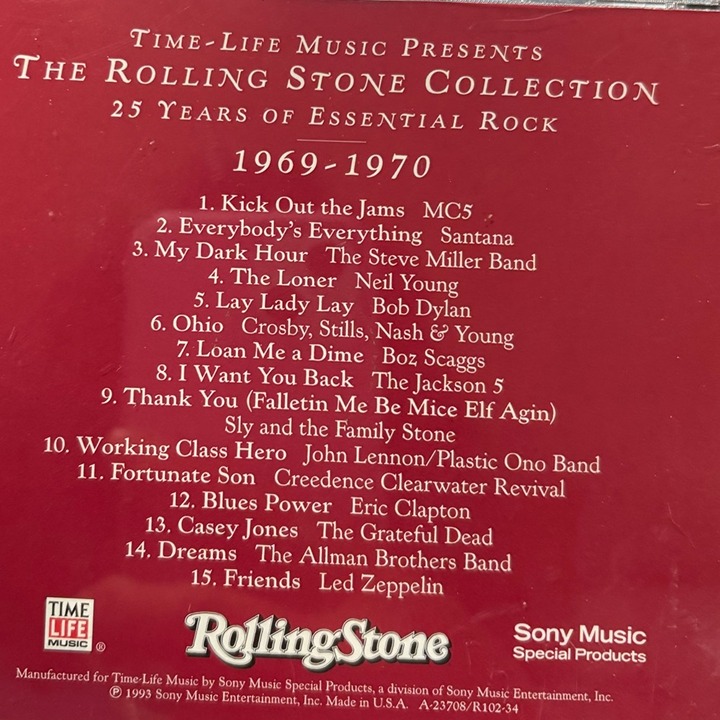 Time-Life Music Presents
The Rolling Stone Collection
25 Years of Essential Rock
1969-1970
1. Kick Out the Jams MC5
2. Everybody's Everything Santana
3. My Dark Hour The Steve Miller Band
4. The Loner Neil Young
5. Lay Lady Lay Bob Dylan
6. Ohio Crosby, Stills, Nash & Young
7. Loan Me a Dime Boz Scaggs
8. I Want You Back The Jackson 5
9. Thank You (Falletin Me Be Mice Elf Agin)
Sly and the Family Stone
10. Working Class Hero John Lennon/Plastic Ono Band
11. Fortunate Son Creedence Clearwater Revival
12. Blues Power Eric Clapton
13. Casey Jones The Grateful Dead
14. Dreams The Allman Brothers Band
15. Friends Led Zeppelin
TIME
LIFE
MUSIC ®
RollingStone
Sony Music
Special Products
Manufactured for Time-Life Music by Sony Music Special Products, a division of Sony Music Entertainment, Inc.
℗ 1993 Sony Music Entertainment, Inc. Made in U.S.A. A-23708/R102-34